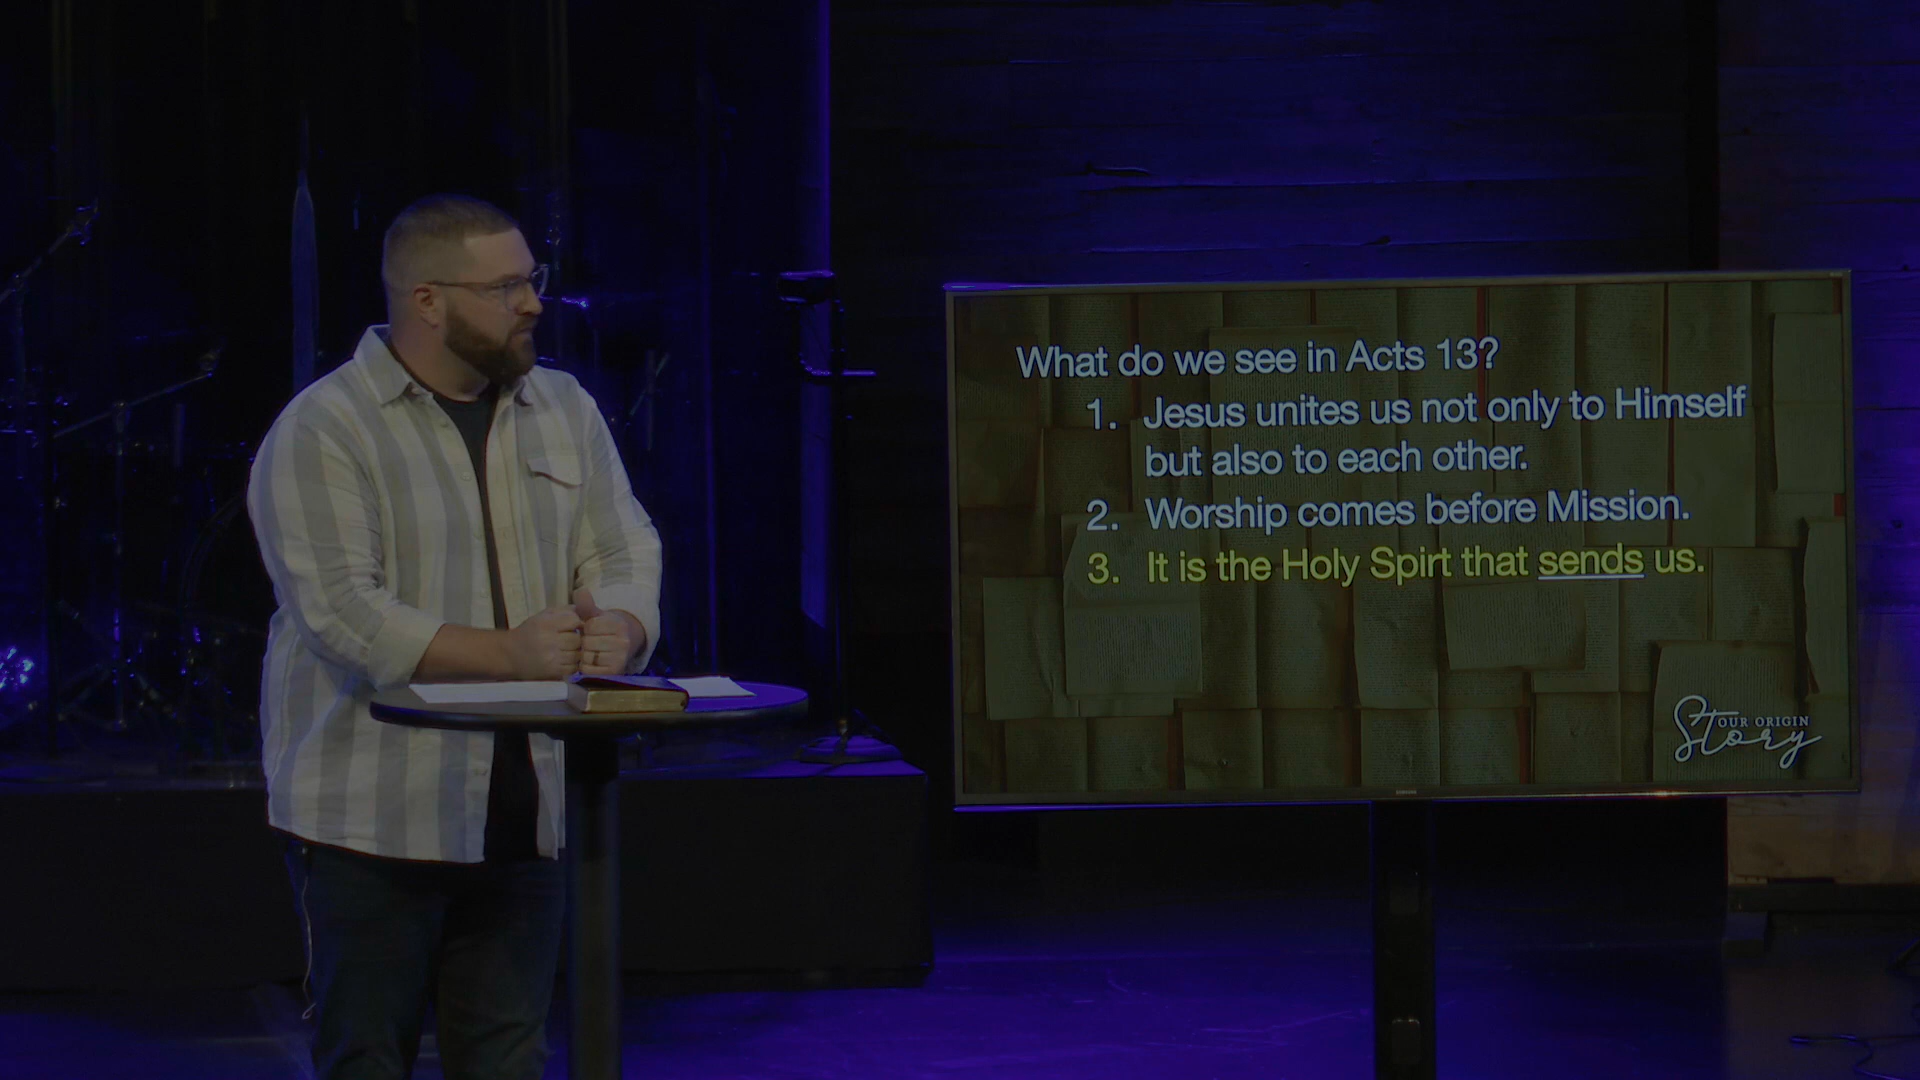 What do we see in Acts 13?
1. Jesus unites us not only to Himself
but also to each other.
2. Worship comes before Mission.
3. It is the Holy Spirt that sends us.
OUR ORIGIN
Story